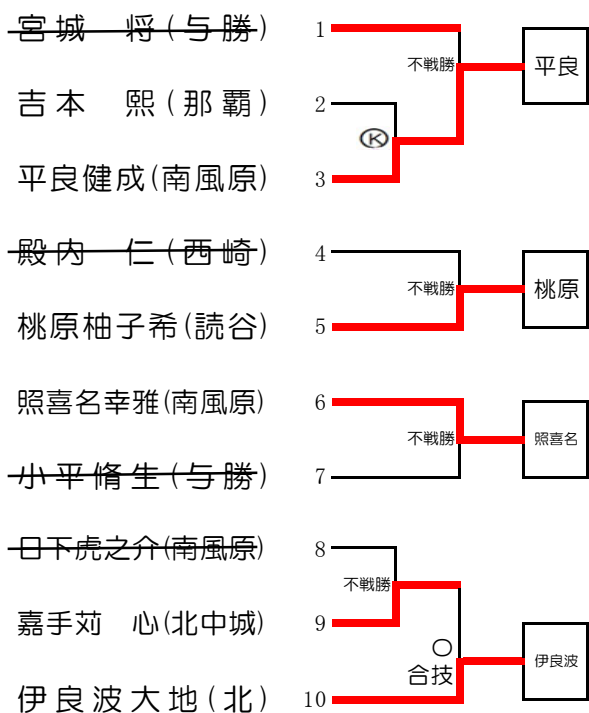 宮城　将(与勝) 1
不戦勝 平良
吉本　熙(那覇) 2
Ⓚ
平良健成(南風原) 3
殿内　仁(西崎) 4
不戦勝 桃原
桃原柚子希(読谷) 5
照喜名幸雅(南風原) 6
不戦勝 照喜名
小平脩生(与勝) 7
日下虎之介(南風原) 8
不戦勝
嘉手苅　心(北中城) 9
〇
合技 伊良波
伊良波大地(北) 10